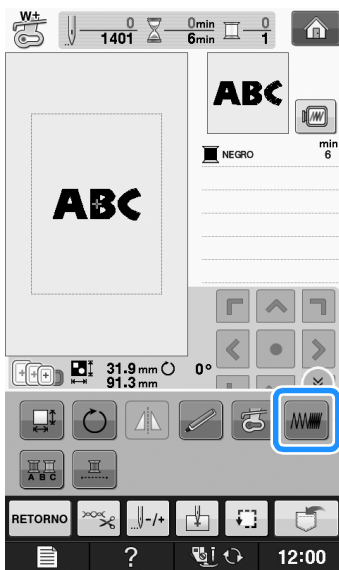 W±
0 0min 0
1401 6min 1
ABC
min
NEGRO 6
ABC
31.9 mm 0°
91.3 mm
A B C
RETORNO -/+
? 12:00